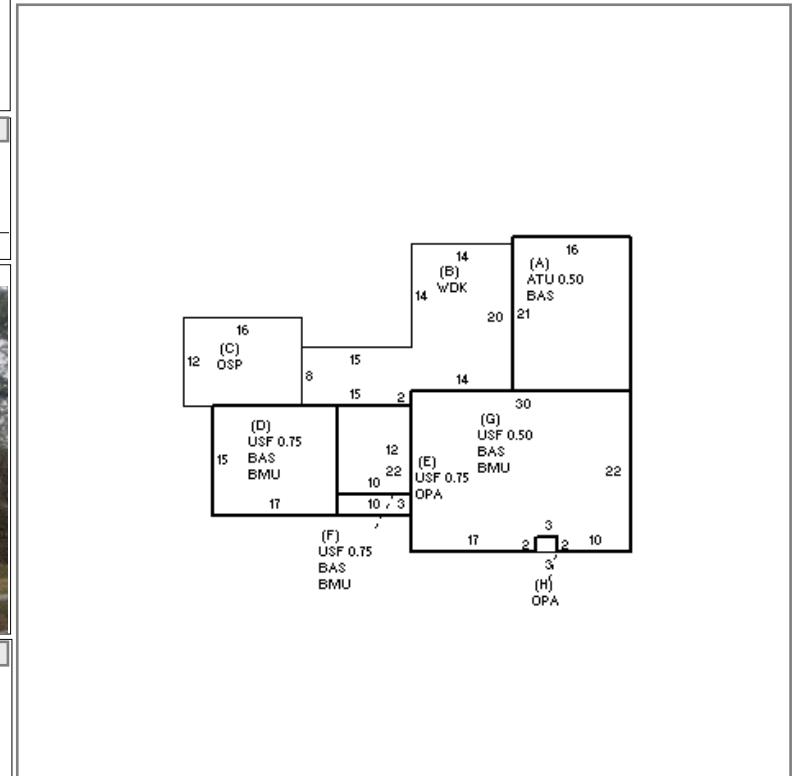 16
14
(A)
ATU 0.50
BAS
(B)
WDK
14
20
21
16
(C)
OSP
12
15
8
14
15
2
30
(D)
USF 0.75
BAS
BMU
(G)
USF 0.50
BAS
BMU
15
12
22
(E)
USF 0.75
OPA
22
10
17
10
3
3
(F)
USF 0.75
BAS
BMU
17
2
2
10
3
(H)
OPA